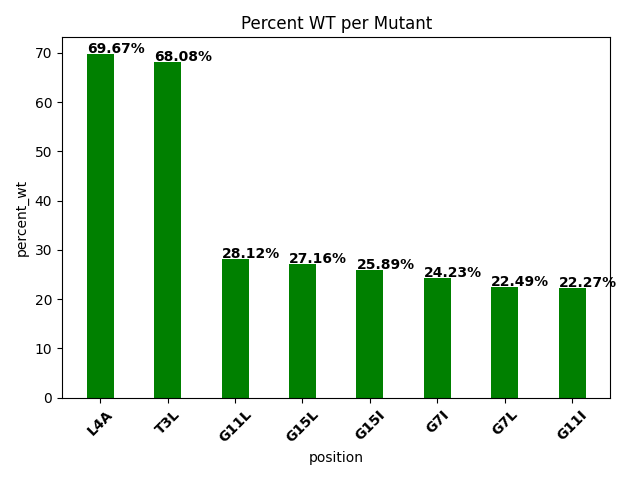 Percent WT per Mutant
percent_wt
70
60
50
40
30
20
10
0
69.67%
68.08%
28.12%
27.16%
25.89%
24.23%
22.49%
22.27%
L4A
T3L
G11L
G15L
G15I
G7I
G7L
G11I
position